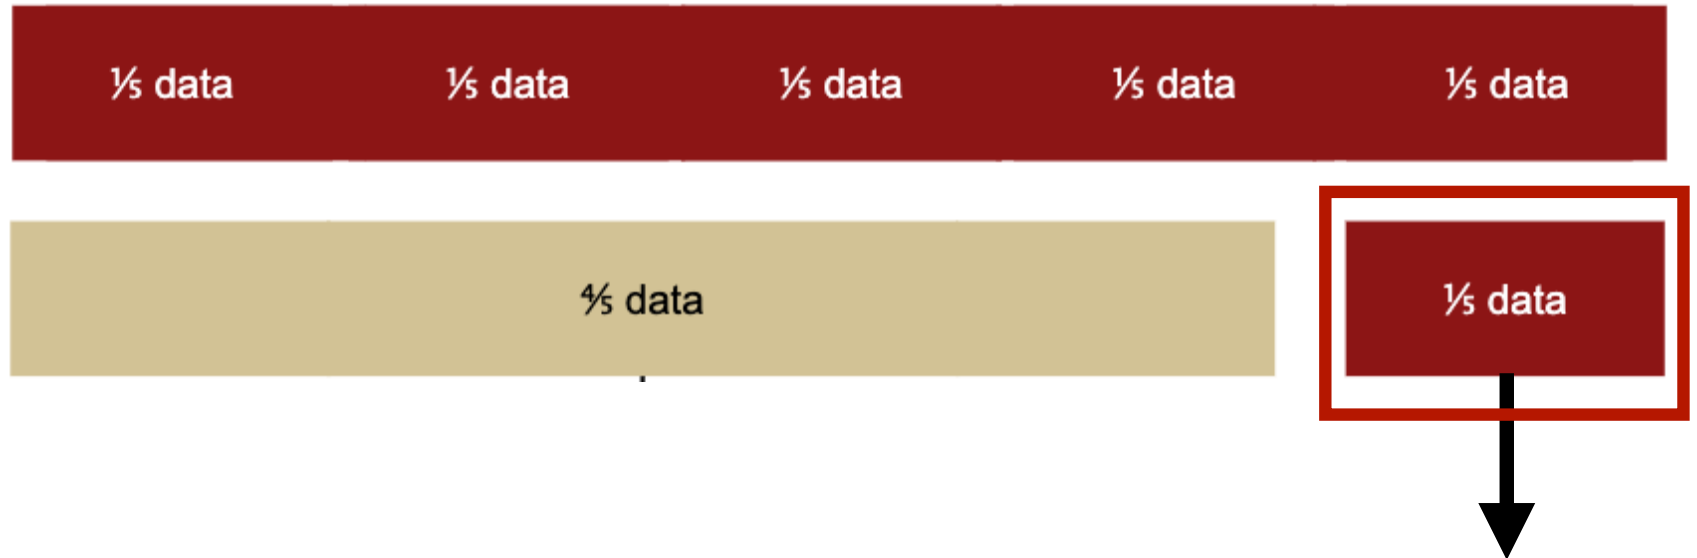 ⅕ data ⅕ data ⅕ data ⅕ data ⅕ data
⅘ data ⅕ data